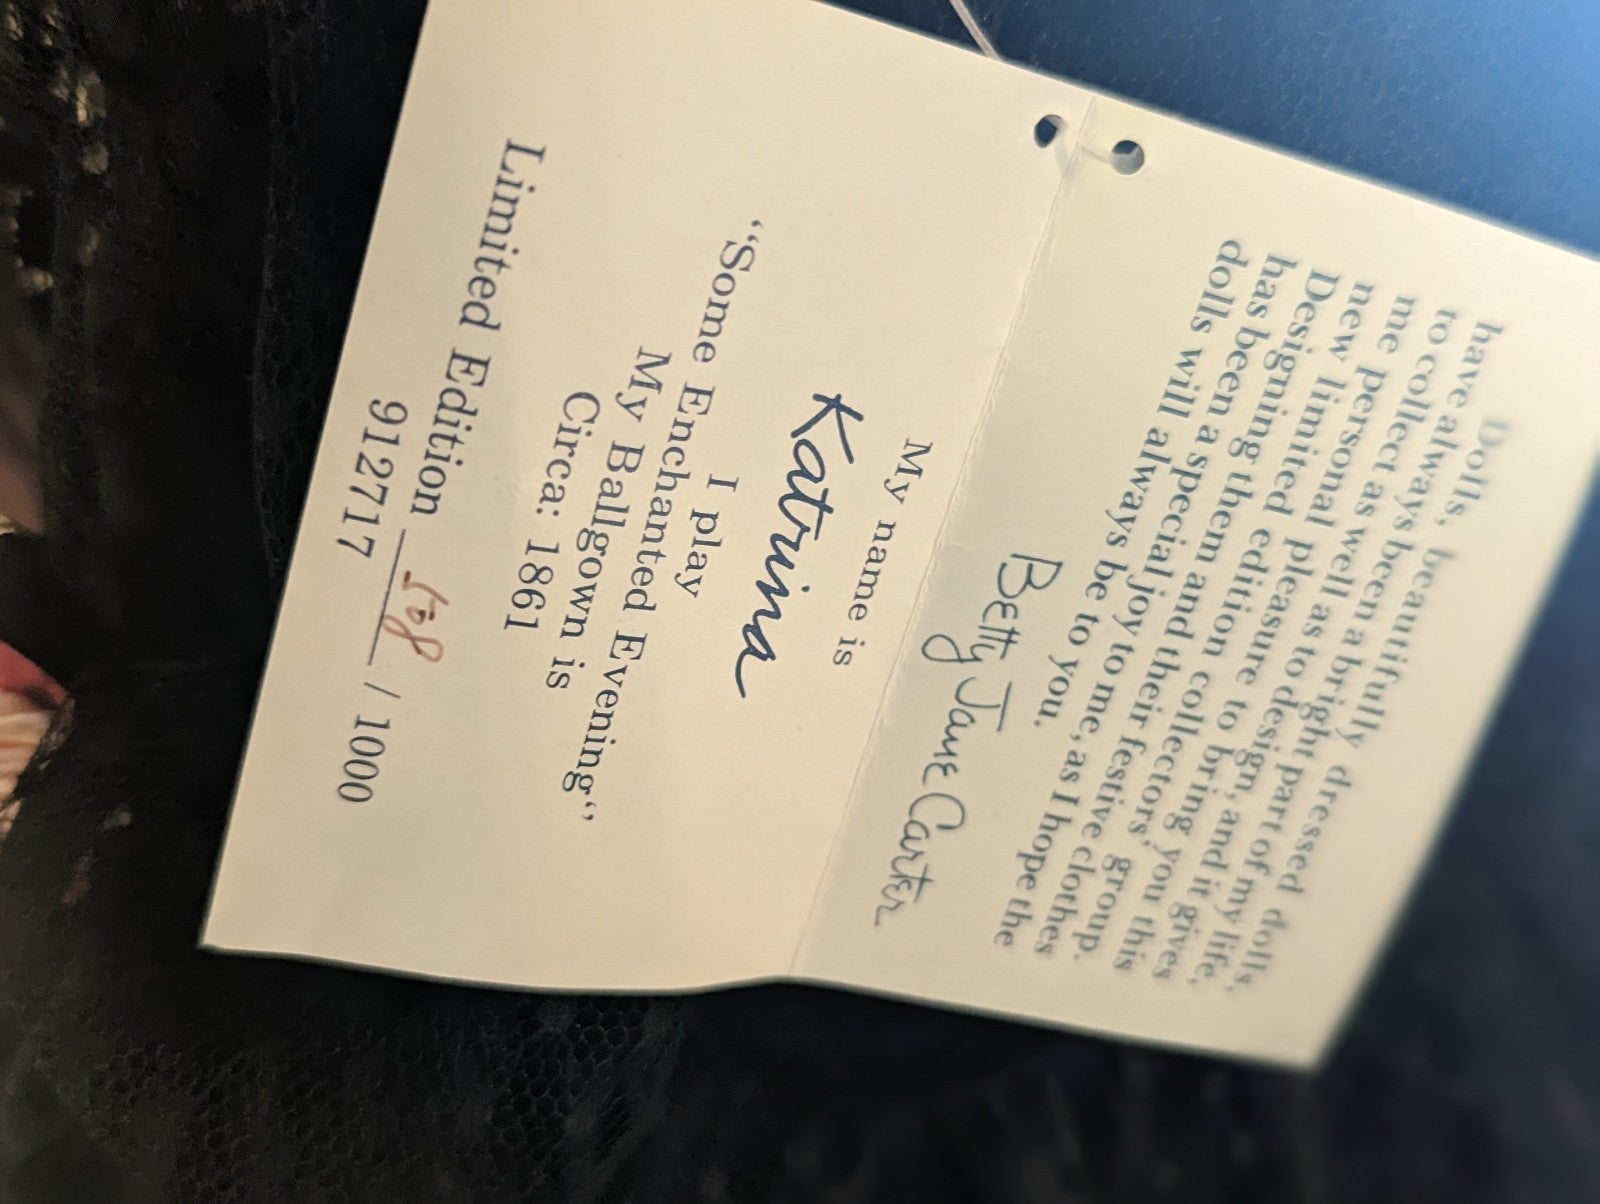 Dolls, beautifully dressed dolls,
have always been a bright part of my life,
to collect as well as to design, and it gives
me personal pleasure to bring you this
new limited edition collectors' group.
Designing them and their festive clothes
has been a special joy to me, as I hope the
dolls will always be to you.
Betty Jane Carter
My name is
Katrina
I play
"Some Enchanted Evening"
My Ballgrown is
Circa: 1861
Limited Edition 108 / 1000
912717